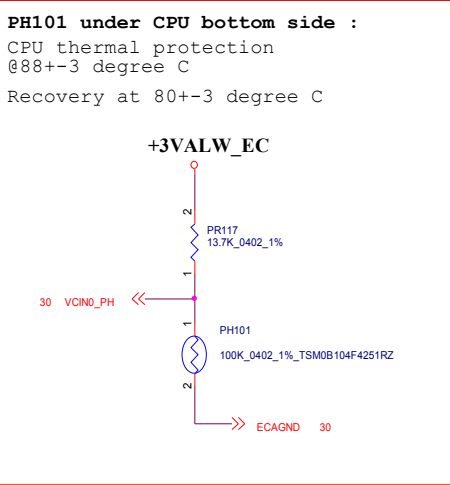 PH101 under CPU bottom side :
CPU thermal protection
@88+-3 degree C
Recovery at 80+-3 degree C
+3VALW_EC
2
PR117
13.7K_0402_1%
1
30 VCIN0_PH
1
PH101
100K_0402_1%_TSM0B104F4251RZ
2
ECAGND 30